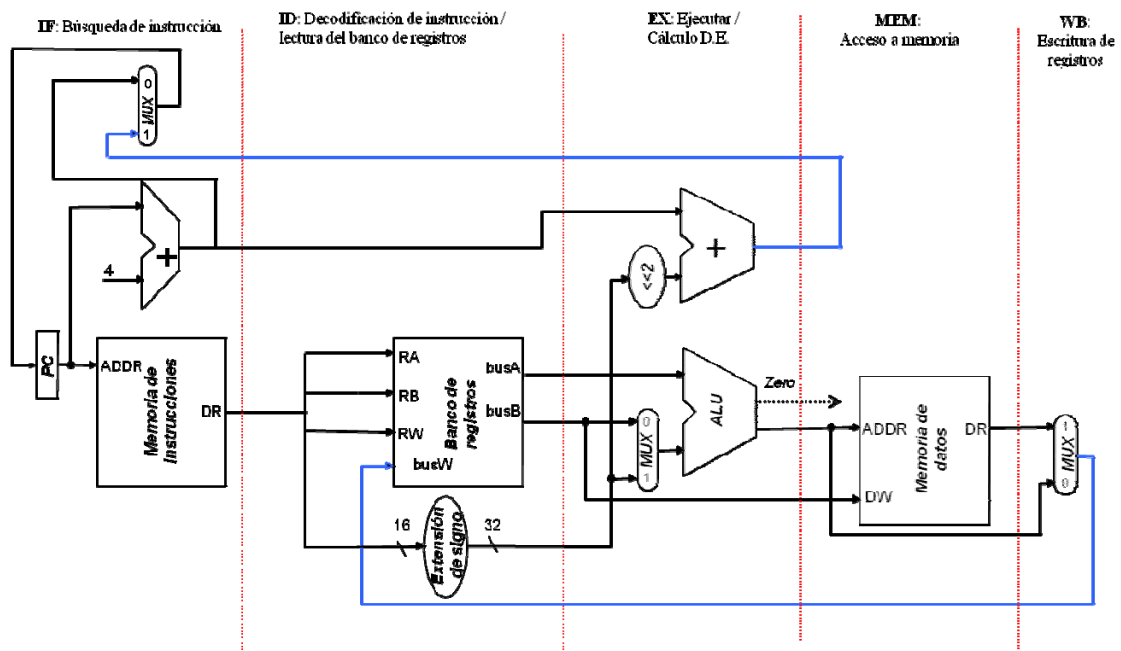 IF: Búsqueda de instrucción
ID: Decodificación de instrucción /
lectura del banco de registros
EX: Ejecutar /
Cálculo D.E.
MEM:
Acceso a memoria
WB:
Escritura de
registros
0
MUX
1
+
4
+
<<2
PC
ADDR
Memoria de
Instrucciones
DR
RA
RB
RW
busW
Banco de
registros
busA
busB
0
MUX
1
ALU
Zero
ADDR
DR
Memoria de
datos
DW
1
MUX
0
16
Extensión
de signo
32